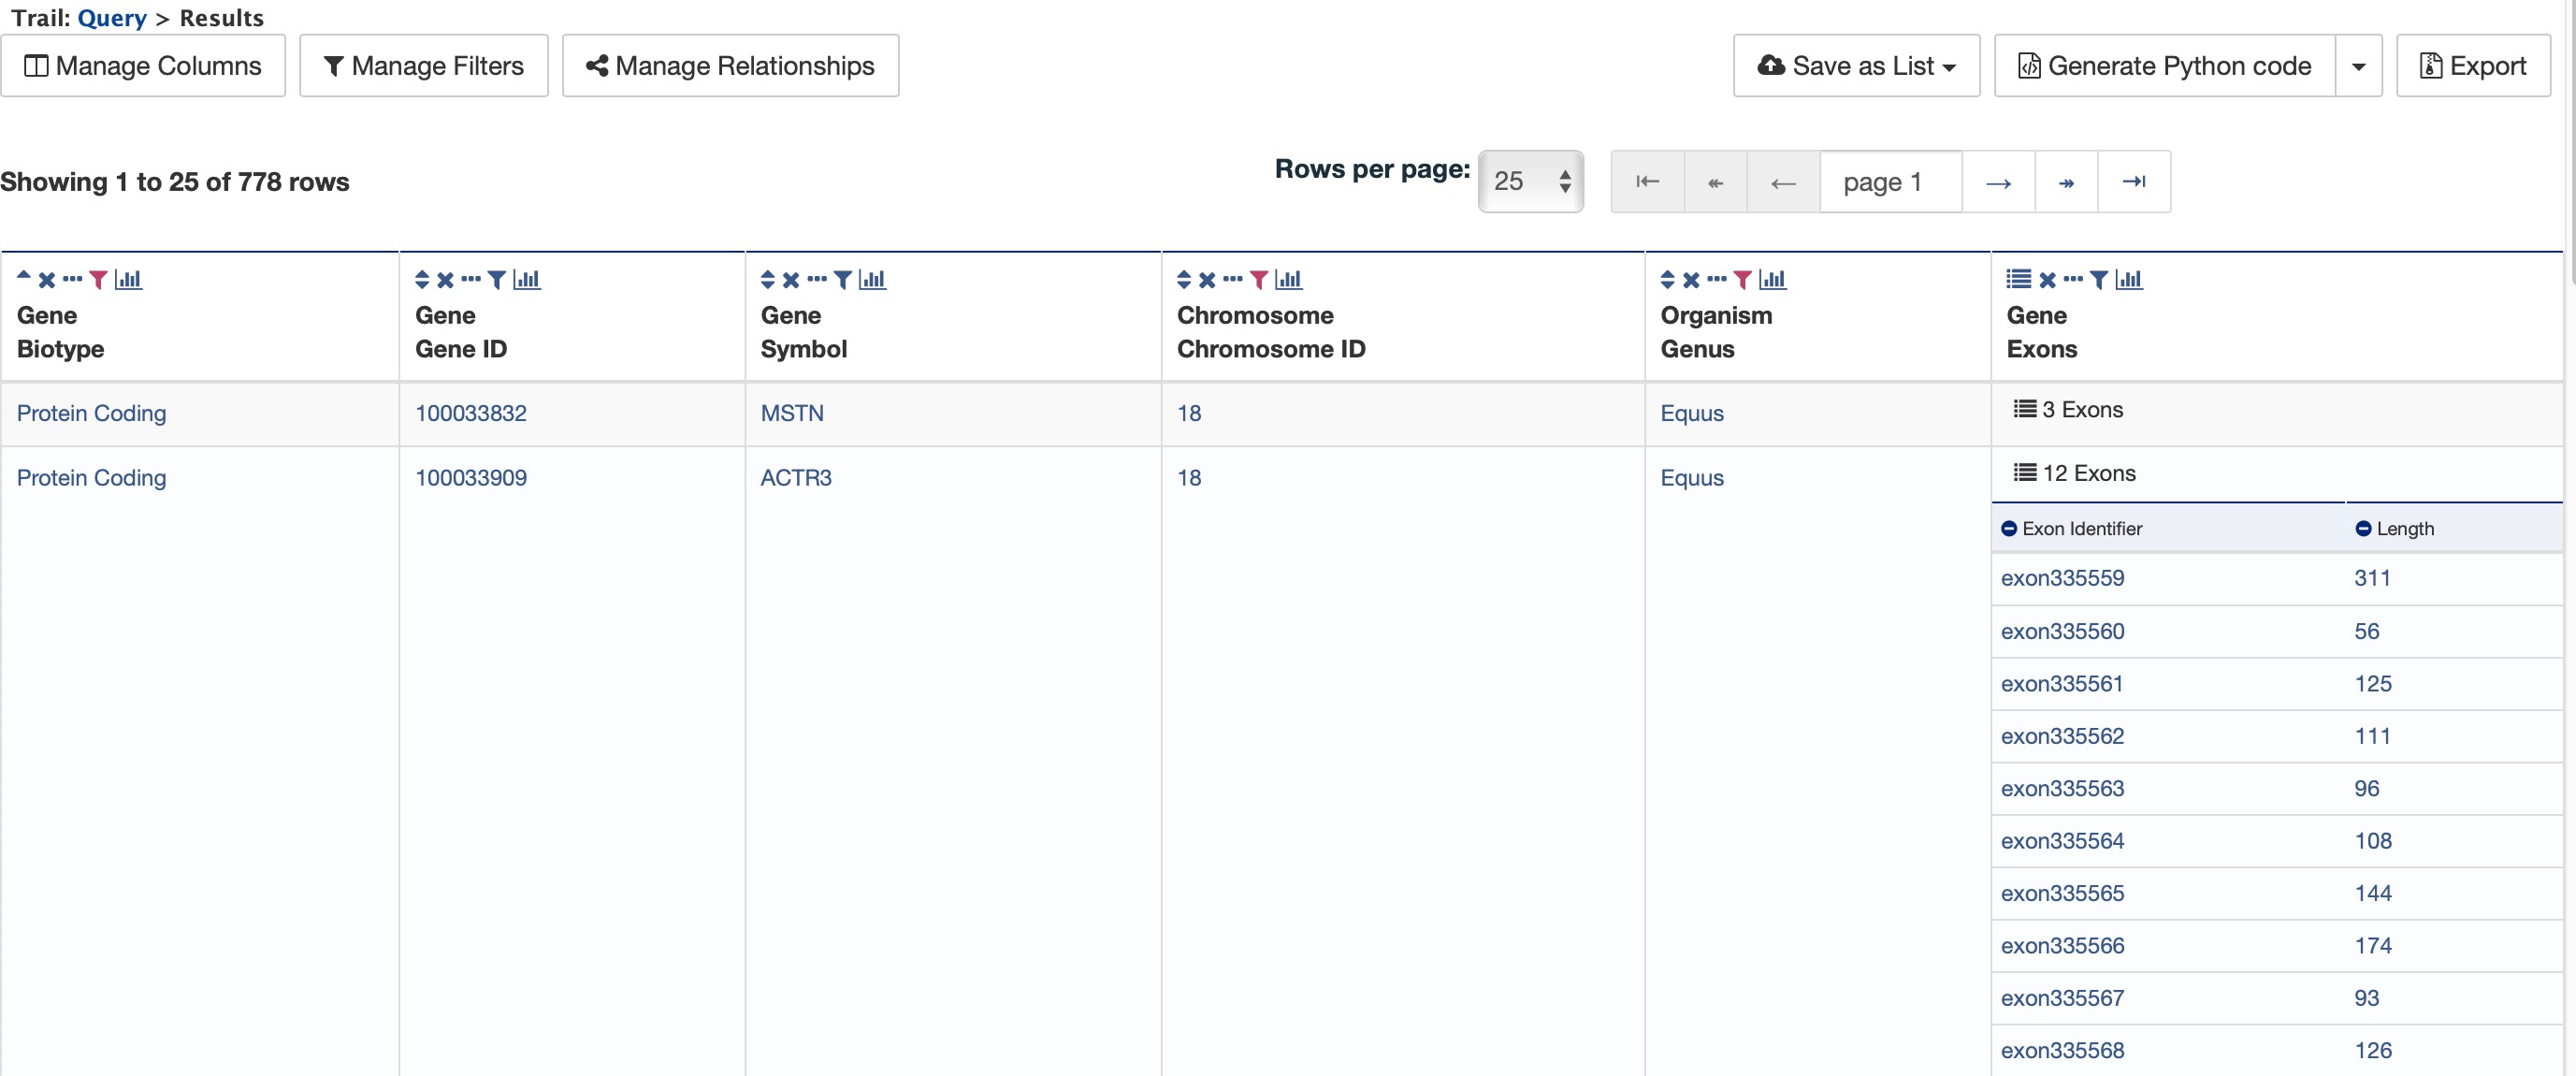 Trail: Query > Results
Manage Columns
Manage Filters
Manage Relationships
Save as List
Generate Python code
Export
Showing 1 to 25 of 778 rows
Rows per page: 25
page 1
Gene Biotype
Gene Gene ID
Gene Symbol
Chromosome Chromosome ID
Organism Genus
Gene Exons
Protein Coding 100033832 MSTN 18 Equus 3 Exons
Protein Coding 100033909 ACTR3 18 Equus 12 Exons
Exon Identifier Length
exon335559 311
exon335560 56
exon335561 125
exon335562 111
exon335563 96
exon335564 108
exon335565 144
exon335566 174
exon335567 93
exon335568 126